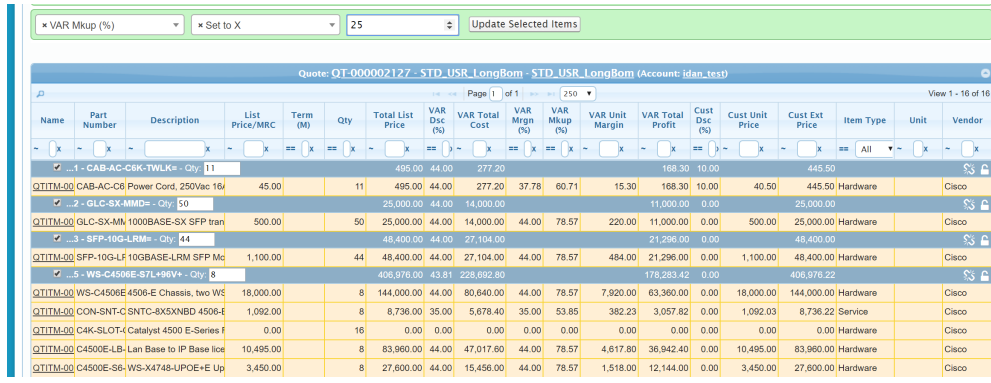 × VAR Mkup (%) × Set to X 25 Update Selected Items
Quote: QT-000002127 - STD_USR_LongBom - STD_USR_LongBom (Account: idan_test)
Page 1 of 1 250 View 1 - 16 of 16
Name Part Number Description List Price/MRC Term (M) Qty Total List Price VAR Dsc (%) VAR Total Cost VAR Mrgn (%) VAR Mkup (%) VAR Unit Margin VAR Total Profit Cust Dsc (%) Cust Unit Price Cust Ext Price Item Type Unit Vendor
~ x ~ x ~ x ~ x == x == x ~ x == x ~ x == x == x ~ x ~ x == ~ x ~ x == All ~ x ~ x
...1 - CAB-AC-C6K-TWLK= - Qty: 11 495.00 44.00 277.20 168.30 10.00 445.50
QTITM-00 CAB-AC-C6 Power Cord, 250Vac 16A 45.00 11 495.00 44.00 277.20 37.78 60.71 15.30 168.30 10.00 40.50 445.50 Hardware Cisco
...2 - GLC-SX-MMD= - Qty: 50 25,000.00 44.00 14,000.00 11,000.00 0.00 25,000.00
QTITM-00 GLC-SX-MM 1000BASE-SX SFP tran 500.00 50 25,000.00 44.00 14,000.00 44.00 78.57 220.00 11,000.00 0.00 500.00 25,000.00 Hardware Cisco
...3 - SFP-10G-LRM= - Qty: 44 48,400.00 44.00 27,104.00 21,296.00 0.00 48,400.00
QTITM-00 SFP-10G-LF 10GBASE-LRM SFP Mo 1,100.00 44 48,400.00 44.00 27,104.00 44.00 78.57 484.00 21,296.00 0.00 1,100.00 48,400.00 Hardware Cisco
...5 - WS-C4506E-S7L+96V+ - Qty: 8 406,976.00 43.81 228,692.80 178,283.42 0.00 406,976.22
QTITM-00 WS-C4506E 4506-E Chassis, two WS 18,000.00 8 144,000.00 44.00 80,640.00 44.00 78.57 7,920.00 63,360.00 0.00 18,000.00 144,000.00 Hardware Cisco
QTITM-00 CON-SNT-C SNTC-8X5XNBD 4506-E 1,092.00 8 8,736.00 35.00 5,678.40 35.00 53.85 382.23 3,057.82 0.00 1,092.03 8,736.22 Service Cisco
QTITM-00 C4K-SLOT-C Catalyst 4500 E-Series F 0.00 16 0.00 0.00 0.00 0.00 0.00 0.00 0.00 0.00 0.00 0.00 Hardware Cisco
QTITM-00 C4500E-LB- Lan Base to IP Base lice 10,495.00 8 83,960.00 44.00 47,017.60 44.00 78.57 4,617.80 36,942.40 0.00 10,495.00 83,960.00 Hardware Cisco
QTITM-00 C4500E-S6- WS-X4748-UPOE+E Up 3,450.00 8 27,600.00 44.00 15,456.00 44.00 78.57 1,518.00 12,144.00 0.00 3,450.00 27,600.00 Hardware Cisco